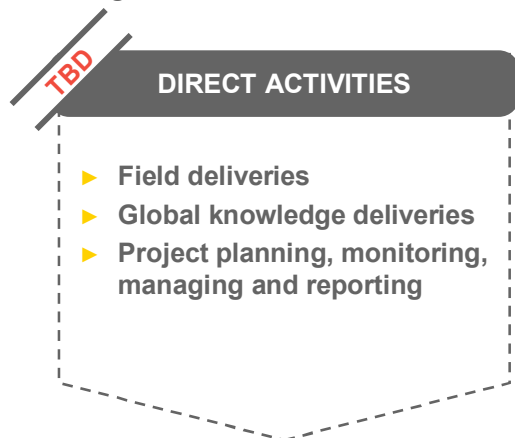 TBD
DIRECT ACTIVITIES
► Field deliveries
► Global knowledge deliveries
► Project planning, monitoring,
managing and reporting